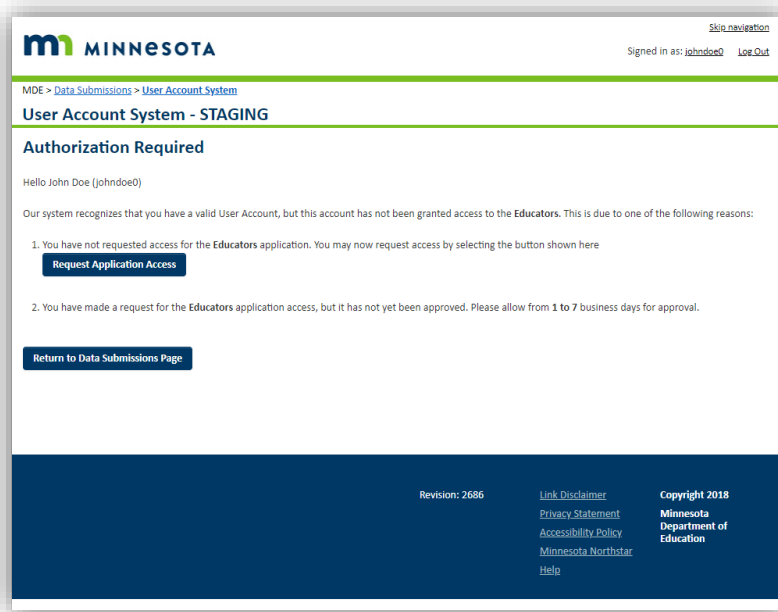 Skip navigation
MINNESOTA
Signed in as: johndoe0 Log Out
MDE > Data Submissions > User Account System
User Account System - STAGING
Authorization Required
Hello John Doe (johndoe0)
Our system recognizes that you have a valid User Account, but this account has not been granted access to the Educators. This is due to one of the following reasons:
1. You have not requested access for the Educators application. You may now request access by selecting the button shown here
Request Application Access
2. You have made a request for the Educators application access, but it has not yet been approved. Please allow from 1 to 7 business days for approval.
Return to Data Submissions Page
Revision: 2686
Link Disclaimer
Privacy Statement
Accessibility Policy
Minnesota Northstar
Help
Copyright 2018
Minnesota
Department of
Education